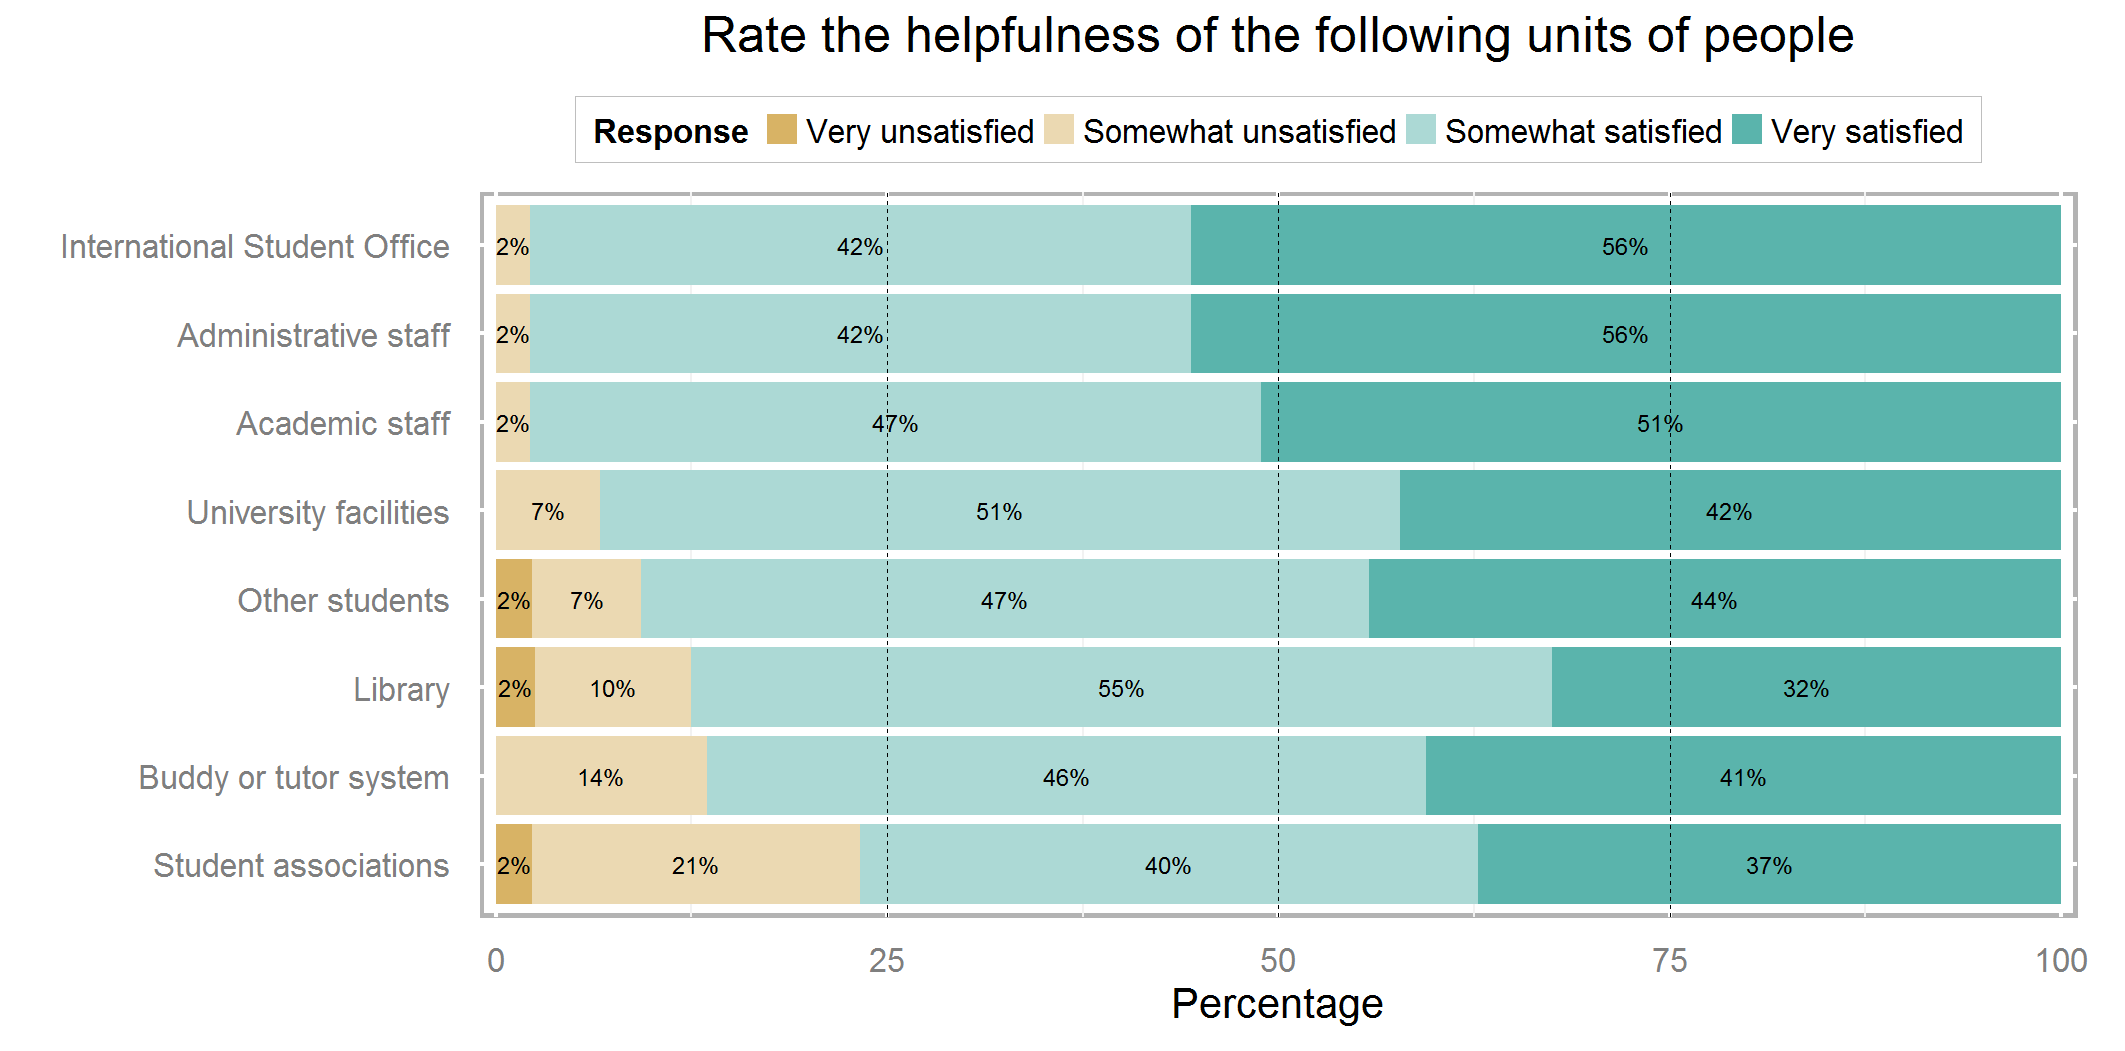 Rate the helpfulness of the following units of people
Response Very unsatisfied Somewhat unsatisfied Somewhat satisfied Very satisfied
International Student Office 2% 42% 56%
Administrative staff 2% 42% 56%
Academic staff 2% 47% 51%
University facilities 7% 51% 42%
Other students 2% 7% 47% 44%
Library 2% 10% 55% 32%
Buddy or tutor system 14% 46% 41%
Student associations 2% 21% 40% 37%
0 25 50 75 100
Percentage